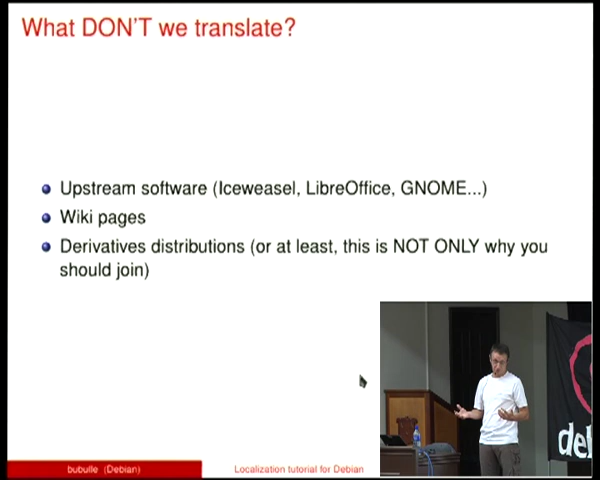 What DON'T we translate?
Upstream software (Iceweasel, LibreOffice, GNOME...)
Wiki pages
Derivatives distributions (or at least, this is NOT ONLY why you
should join)
bubulle (Debian)
Localization tutorial for Debian